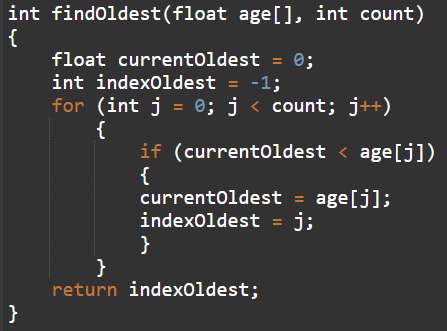 int findOldest(float age[], int count)
{
float currentOldest = 0;
int indexOldest = -1;
for (int j = 0; j < count; j++)
{
if (currentOldest < age[j])
{
currentOldest = age[j];
indexOldest = j;
}
}
return indexOldest;
}